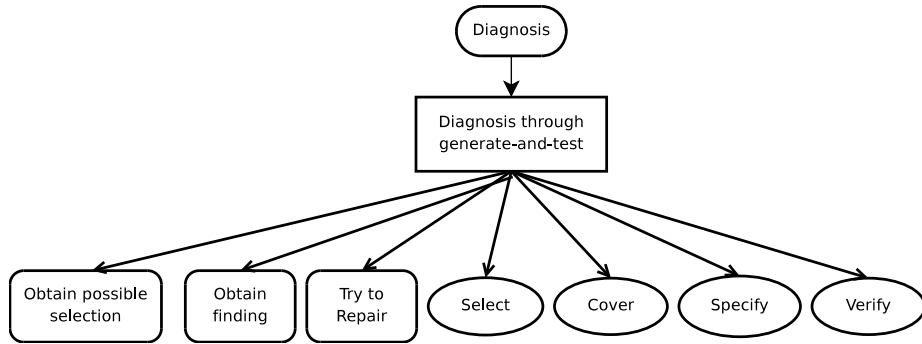 Diagnosis
Diagnosis through
generate-and-test
Obtain possible
selection
Obtain
finding
Try to
Repair
Select
Cover
Specify
Verify